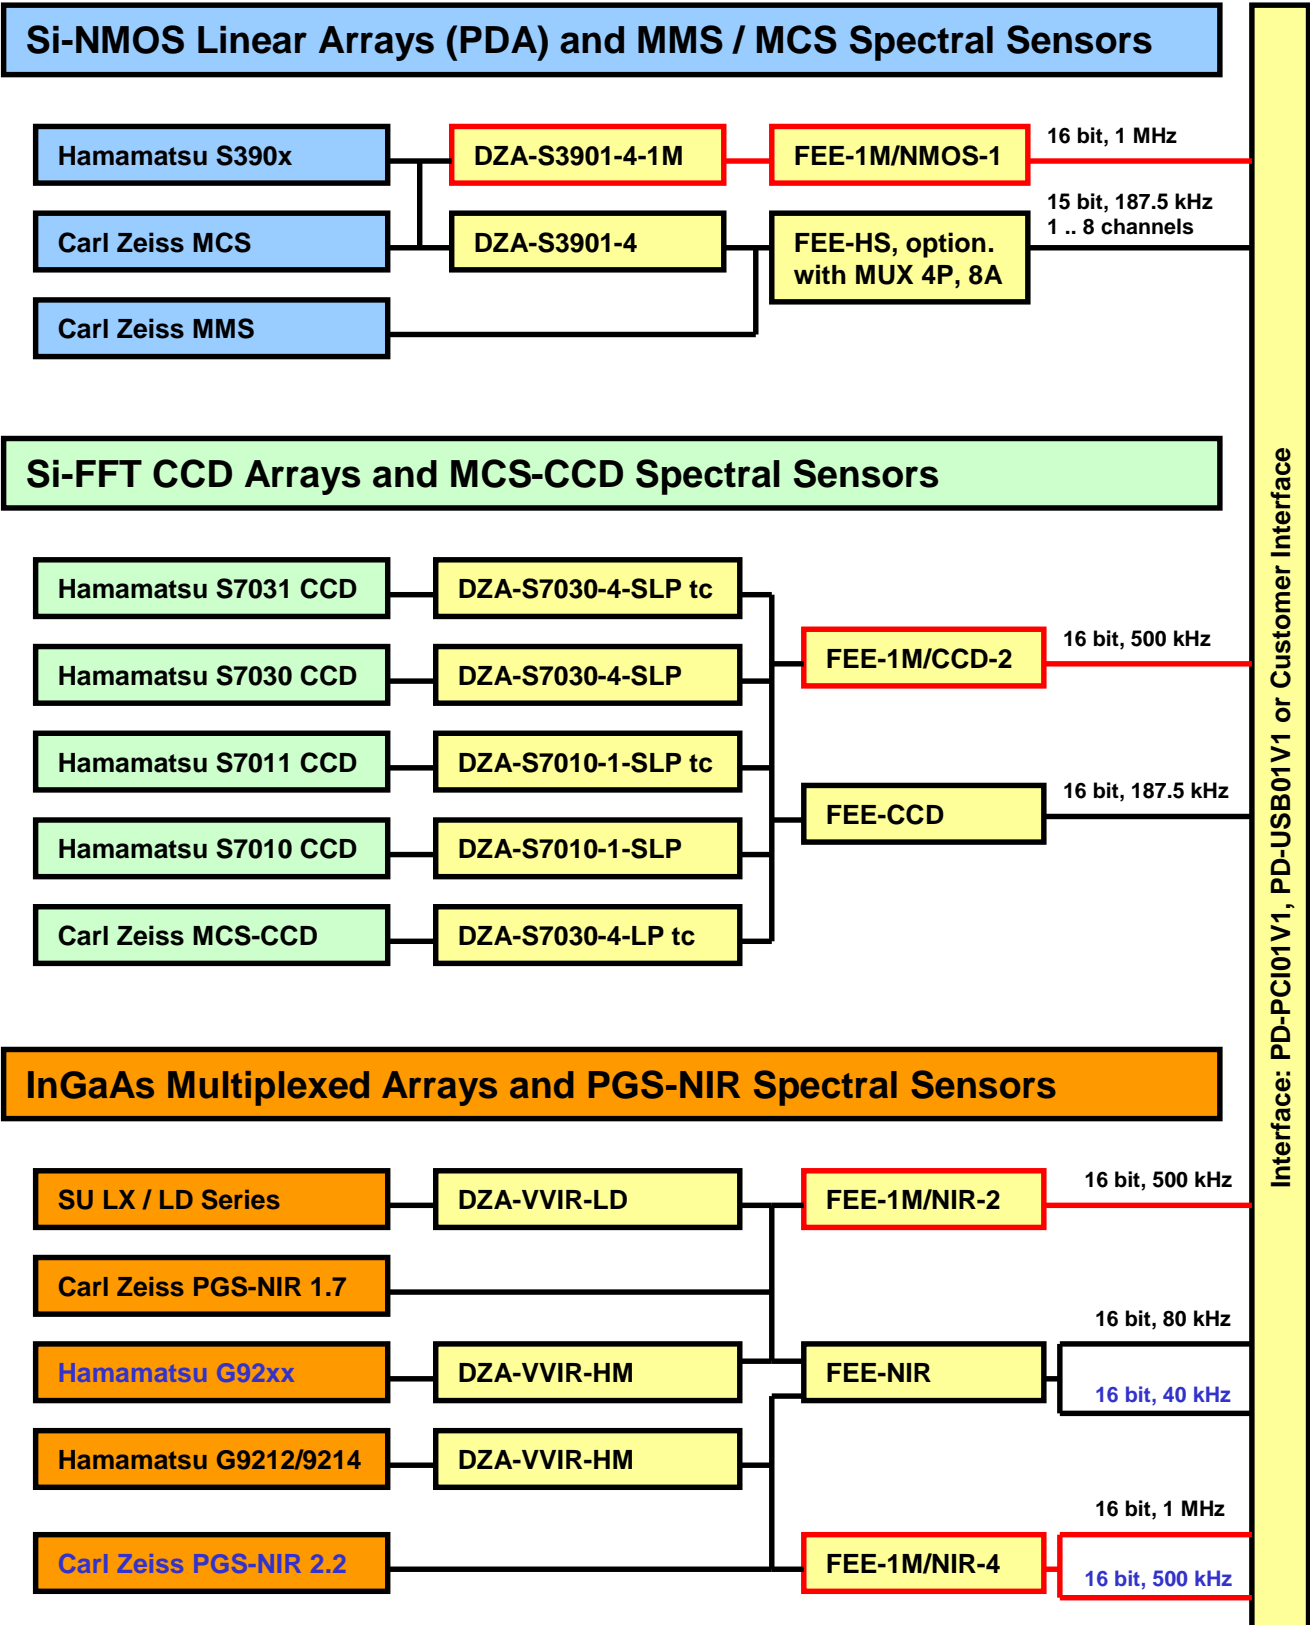 Si-NMOS Linear Arrays (PDA) and MMS / MCS Spectral Sensors
Hamamatsu S390x
DZA-S3901-4-1M
FEE-1M/NMOS-1
16 bit, 1 MHz
Carl Zeiss MCS
DZA-S3901-4
FEE-HS, option.
with MUX 4P, 8A
15 bit, 187.5 kHz
1 .. 8 channels
Carl Zeiss MMS
Si-FFT CCD Arrays and MCS-CCD Spectral Sensors
Hamamatsu S7031 CCD
DZA-S7030-4-SLP tc
Hamamatsu S7030 CCD
DZA-S7030-4-SLP
FEE-1M/CCD-2
16 bit, 500 kHz
Hamamatsu S7011 CCD
DZA-S7010-1-SLP tc
FEE-CCD
16 bit, 187.5 kHz
Hamamatsu S7010 CCD
DZA-S7010-1-SLP
Carl Zeiss MCS-CCD
DZA-S7030-4-LP tc
InGaAs Multiplexed Arrays and PGS-NIR Spectral Sensors
SU LX / LD Series
DZA-VVIR-LD
FEE-1M/NIR-2
16 bit, 500 kHz
Carl Zeiss PGS-NIR 1.7
Hamamatsu G92xx
DZA-VVIR-HM
FEE-NIR
16 bit, 80 kHz
16 bit, 40 kHz
Hamamatsu G9212/9214
DZA-VVIR-HM
Carl Zeiss PGS-NIR 2.2
FEE-1M/NIR-4
16 bit, 1 MHz
16 bit, 500 kHz
Interface: PD-PCI01V1, PD-USB01V1 or Customer Interface